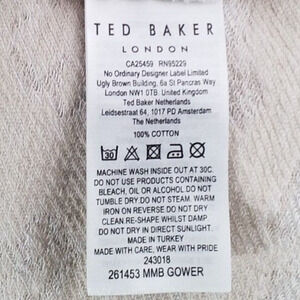 TED BAKER
LONDON
CA25459 RN95229
No Ordinary Designer Label Limited
Ugly Brown Building, 6a St Pancras Way
London NW1 0TB United Kingdom
Ted Baker Netherlands
Leidsestraat 64, 1017 PD Amsterdam
The Netherlands
100% COTTON
30
MACHINE WASH INSIDE OUT AT 30C.
DO NOT USE PRODUCTS CONTAINING
BLEACH, OIL OR ALCOHOL DO NOT
TUMBLE DRY DO NOT STEAM. WARM
IRON ON REVERSE DO NOT DRY
CLEAN RE-SHAPE WHILST DAMP
DO NOT DRY IN DIRECT SUNLIGHT.
MADE IN TURKEY
MADE WITH CARE, WEAR WITH PRIDE
243018
261453 MMB GOWER